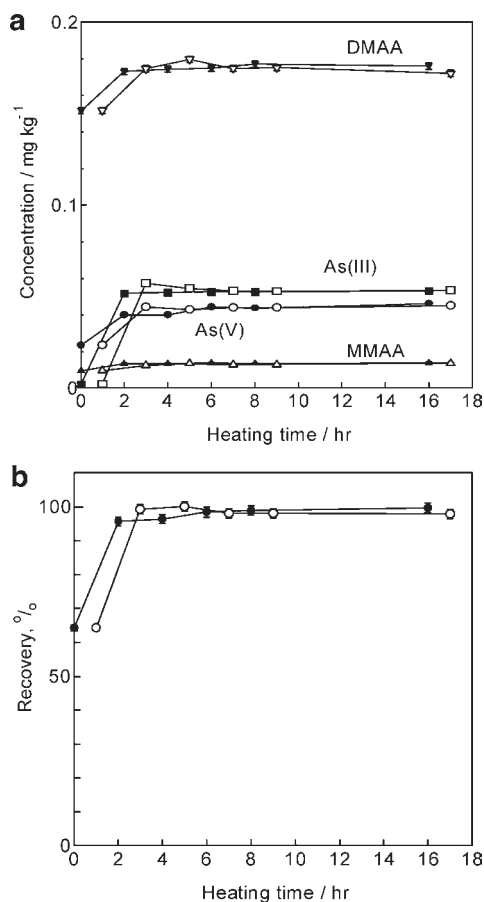 a
0.2
DMAA
Concentration / mg kg⁻¹
0.1
As(III)
As(V)
MMAA
0
0 2 4 6 8 10 12 14 16 18
Heating time / hr
b
100
Recovery, %
50
0
0 2 4 6 8 10 12 14 16 18
Heating time / hr